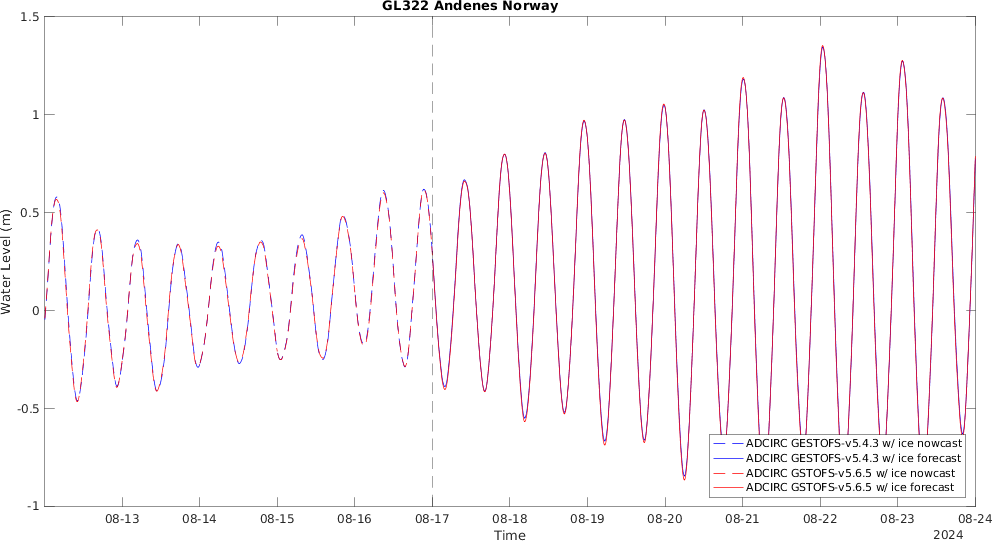 GL322 Andenes Norway
1.5
1
0.5
0
-0.5
-1
Water Level (m)
ADCIRC GESTOFS-v5.4.3 w/ ice nowcast
ADCIRC GESTOFS-v5.4.3 w/ ice forecast
ADCIRC GSTOFS-v5.6.5 w/ ice nowcast
ADCIRC GSTOFS-v5.6.5 w/ ice forecast
08-13 08-14 08-15 08-16 08-17 08-18 08-19 08-20 08-21 08-22 08-23 08-24
Time
2024